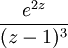 e^{2z}
(z − 1)^3